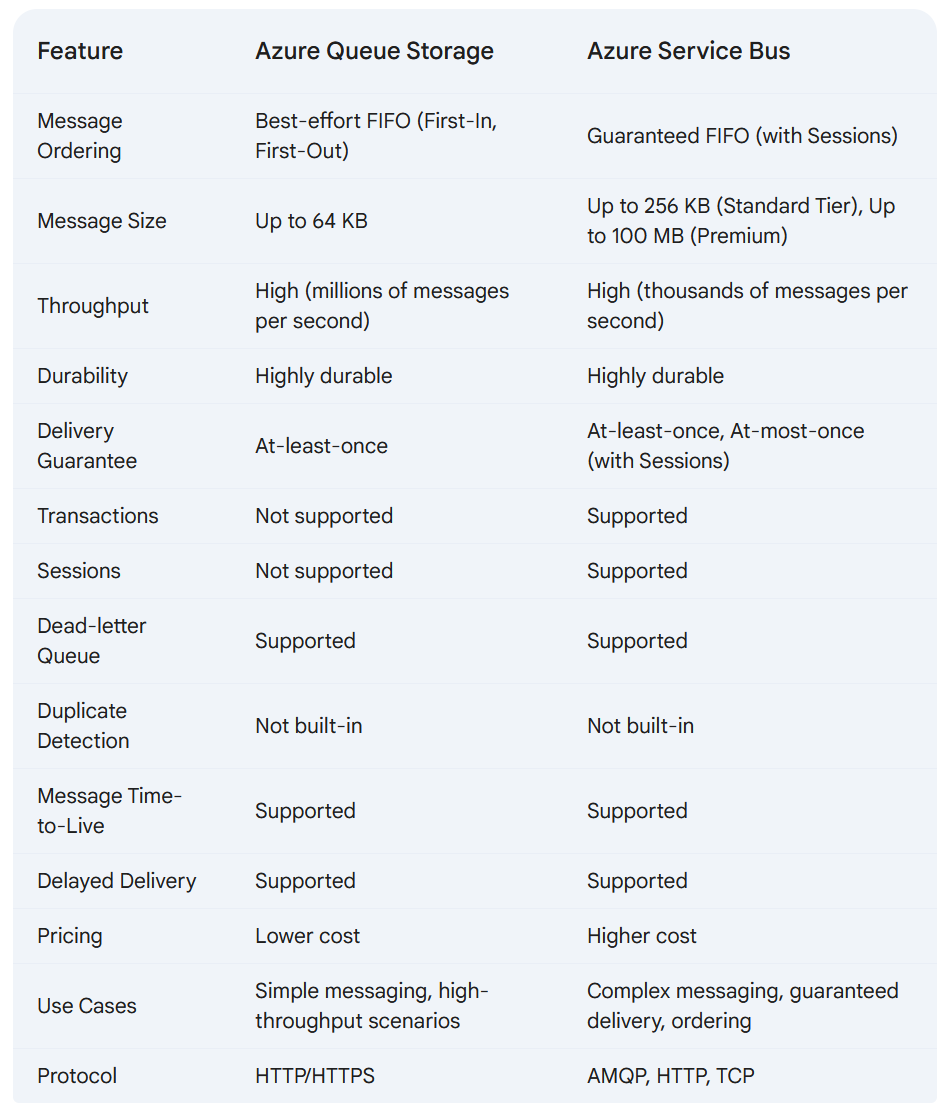 Feature Azure Queue Storage Azure Service Bus
Message
Ordering
Best-effort FIFO (First-In,
First-Out)
Guaranteed FIFO (with Sessions)
Message Size
Up to 64 KB
Up to 256 KB (Standard Tier), Up
to 100 MB (Premium)
Throughput
High (millions of messages
per second)
High (thousands of messages per
second)
Durability Highly durable Highly durable
Delivery
Guarantee
At-least-once
At-least-once, At-most-once
(with Sessions)
Transactions Not supported Supported
Sessions Not supported Supported
Dead-letter
Queue
Supported Supported
Duplicate
Detection
Not built-in Not built-in
Message Time-
to-Live
Supported Supported
Delayed Delivery Supported Supported
Pricing Lower cost Higher cost
Use Cases
Simple messaging, high-
throughput scenarios
Complex messaging, guaranteed
delivery, ordering
Protocol HTTP/HTTPS AMQP, HTTP, TCP